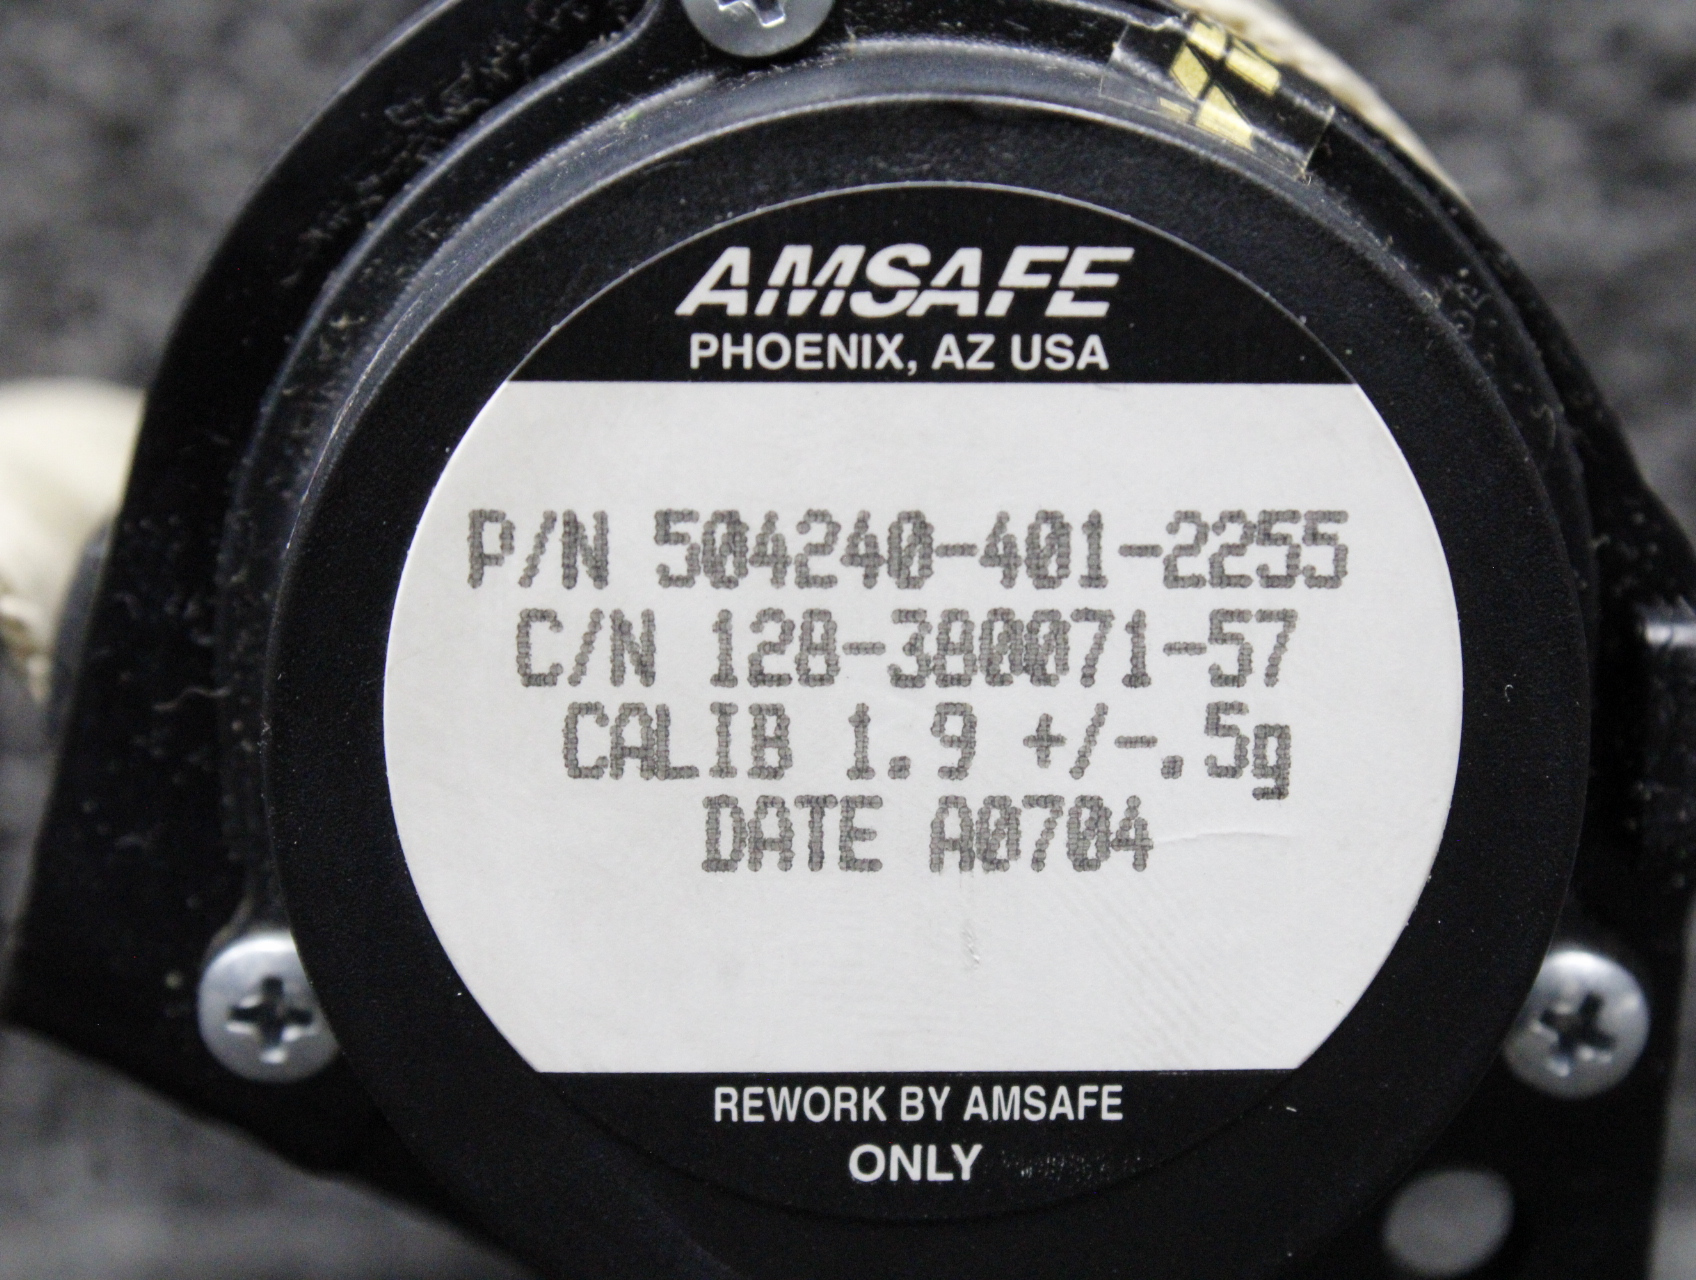 AMSAFE
PHOENIX, AZ USA
P/N 504240-401-2255
C/N 128-380071-57
CALIB 1.9 +/-.5g
DATE A0704
REWORK BY AMSAFE
ONLY